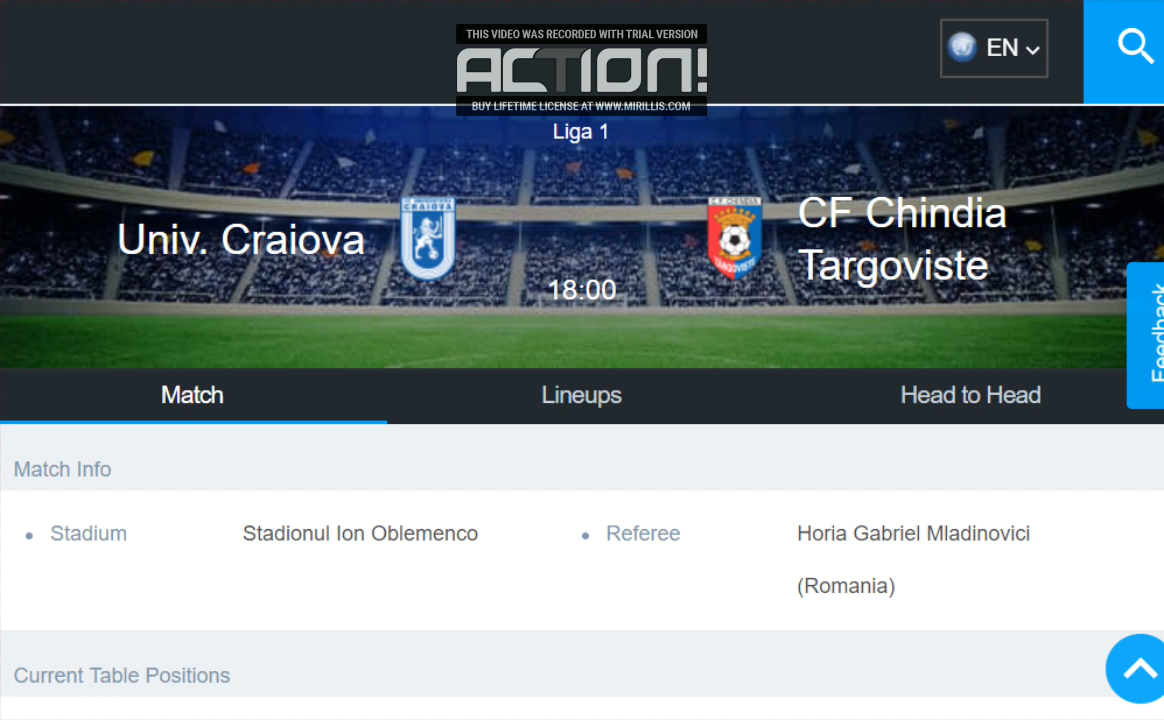 THIS VIDEO WAS RECORDED WITH TRIAL VERSION
ACTION!
BUY LIFETIME LICENSE AT WWW.MIRILLIS.COM
EN
Liga 1
Univ. Craiova
CRAIOVA
C.F. CHINDIA
TARGOVISTE
CF Chindia
Targoviste
18:00
Feedback
Match
Lineups
Head to Head
Match Info
Stadium
Stadionul Ion Oblemenco
Referee
Horia Gabriel Mladinovici
(Romania)
Current Table Positions